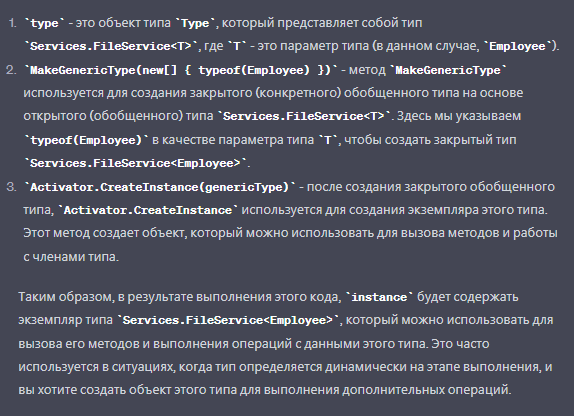 1. `type` - это объект типа `Type`, который представляет собой тип
`Services.FileService<T>`, где `T` - это параметр типа (в данном случае, `Employee`).
2. `MakeGenericType(new[] { typeof(Employee) })` - метод `MakeGenericType`
используется для создания закрытого (конкретного) обобщенного типа на основе
открытого (обобщенного) типа `Services.FileService<T>`. Здесь мы указываем
`typeof(Employee)` в качестве параметра типа `T`, чтобы создать закрытый тип
`Services.FileService<Employee>`.
3. `Activator.CreateInstance(genericType)` - после создания закрытого обобщенного
типа, `Activator.CreateInstance` используется для создания экземпляра этого типа.
Этот метод создает объект, который можно использовать для вызова методов и работы
с членами типа.
Таким образом, в результате выполнения этого кода, `instance` будет содержать
экземпляр типа `Services.FileService<Employee>`, который можно использовать для
вызова его методов и выполнения операций с данными этого типа. Это часто
используется в ситуациях, когда тип определяется динамически на этапе выполнения, и
вы хотите создать объект этого типа для выполнения дополнительных операций.